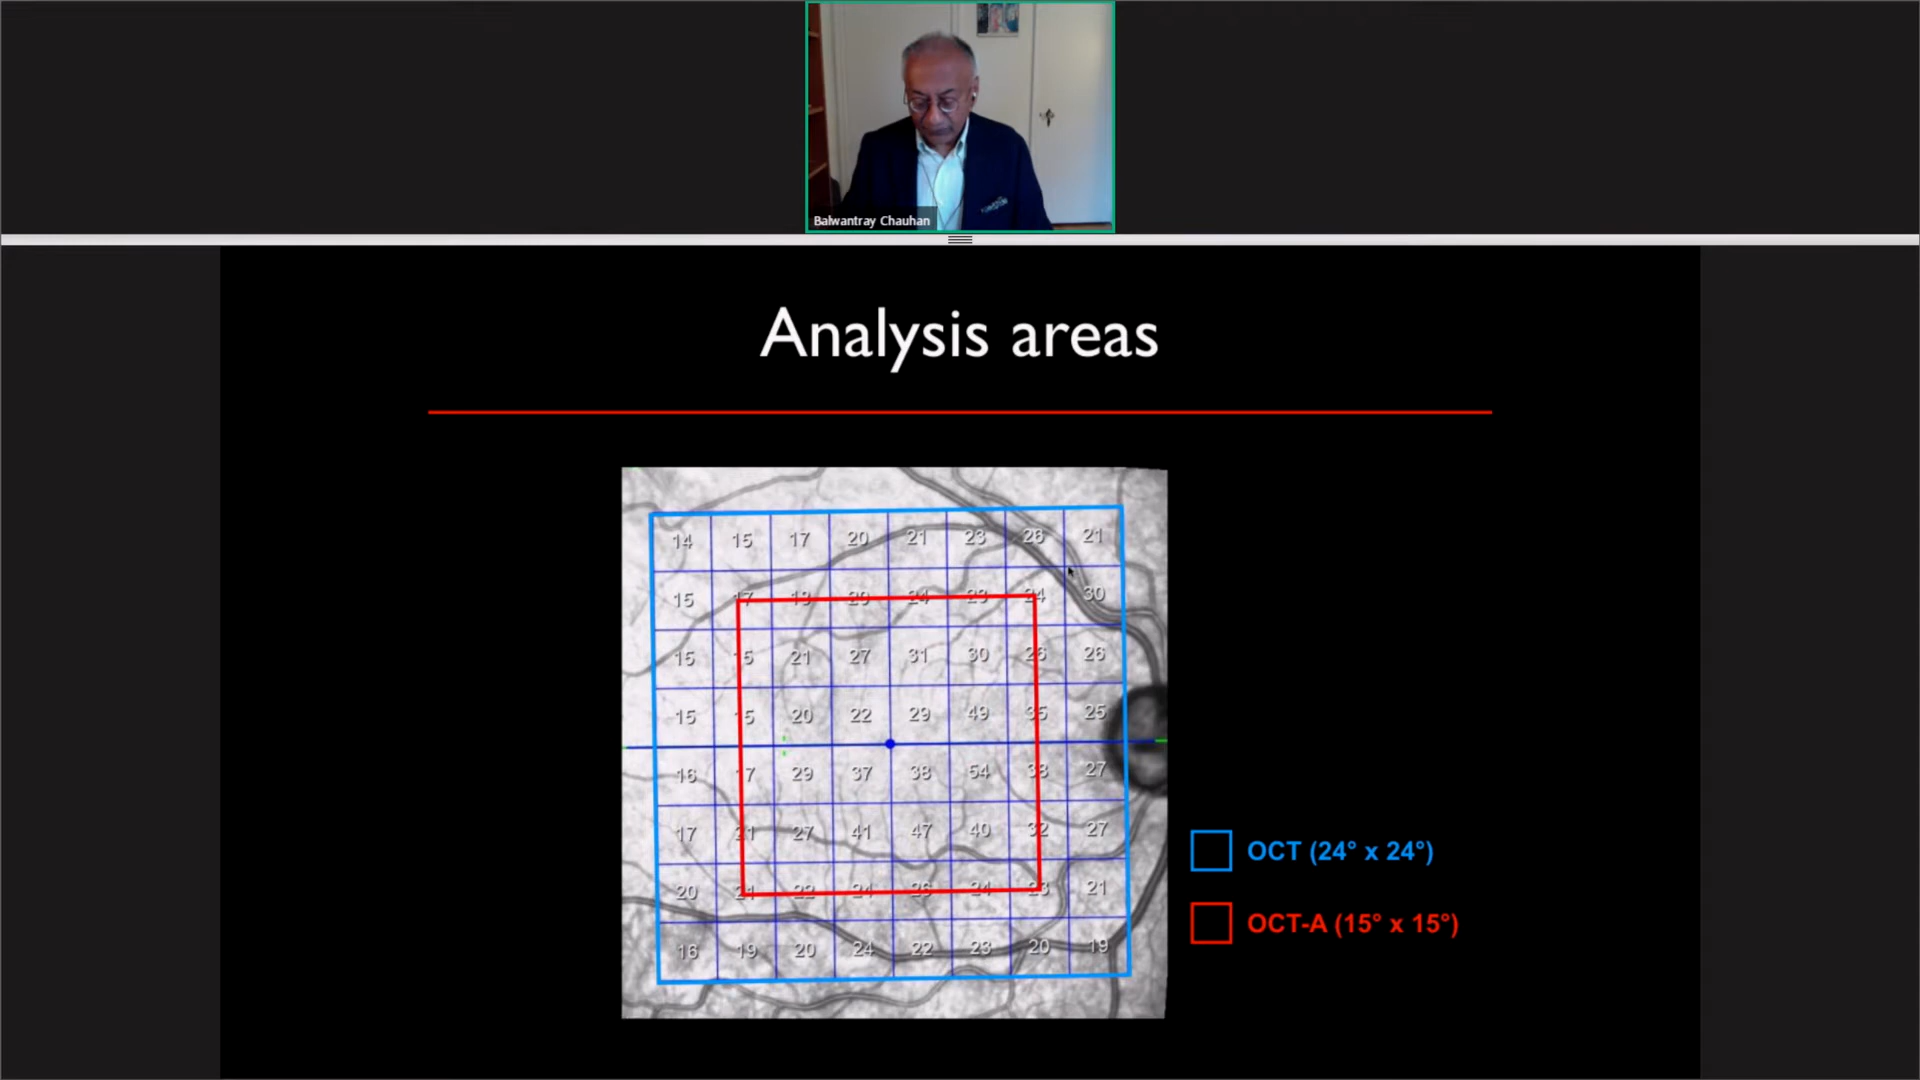 Balwantray Chauhan
Analysis areas
14 15 17 20 21 23 26 21
15 17 19 20 24 23 24 30
15 15 21 27 31 30 26 26
15 15 20 22 29 49 35 25
16 17 29 37 38 54 38 27
17 21 27 41 47 40 32 27
20 21 22 24 26 24 23 21
16 19 20 24 22 23 20 19
OCT (24° x 24°)
OCT-A (15° x 15°)